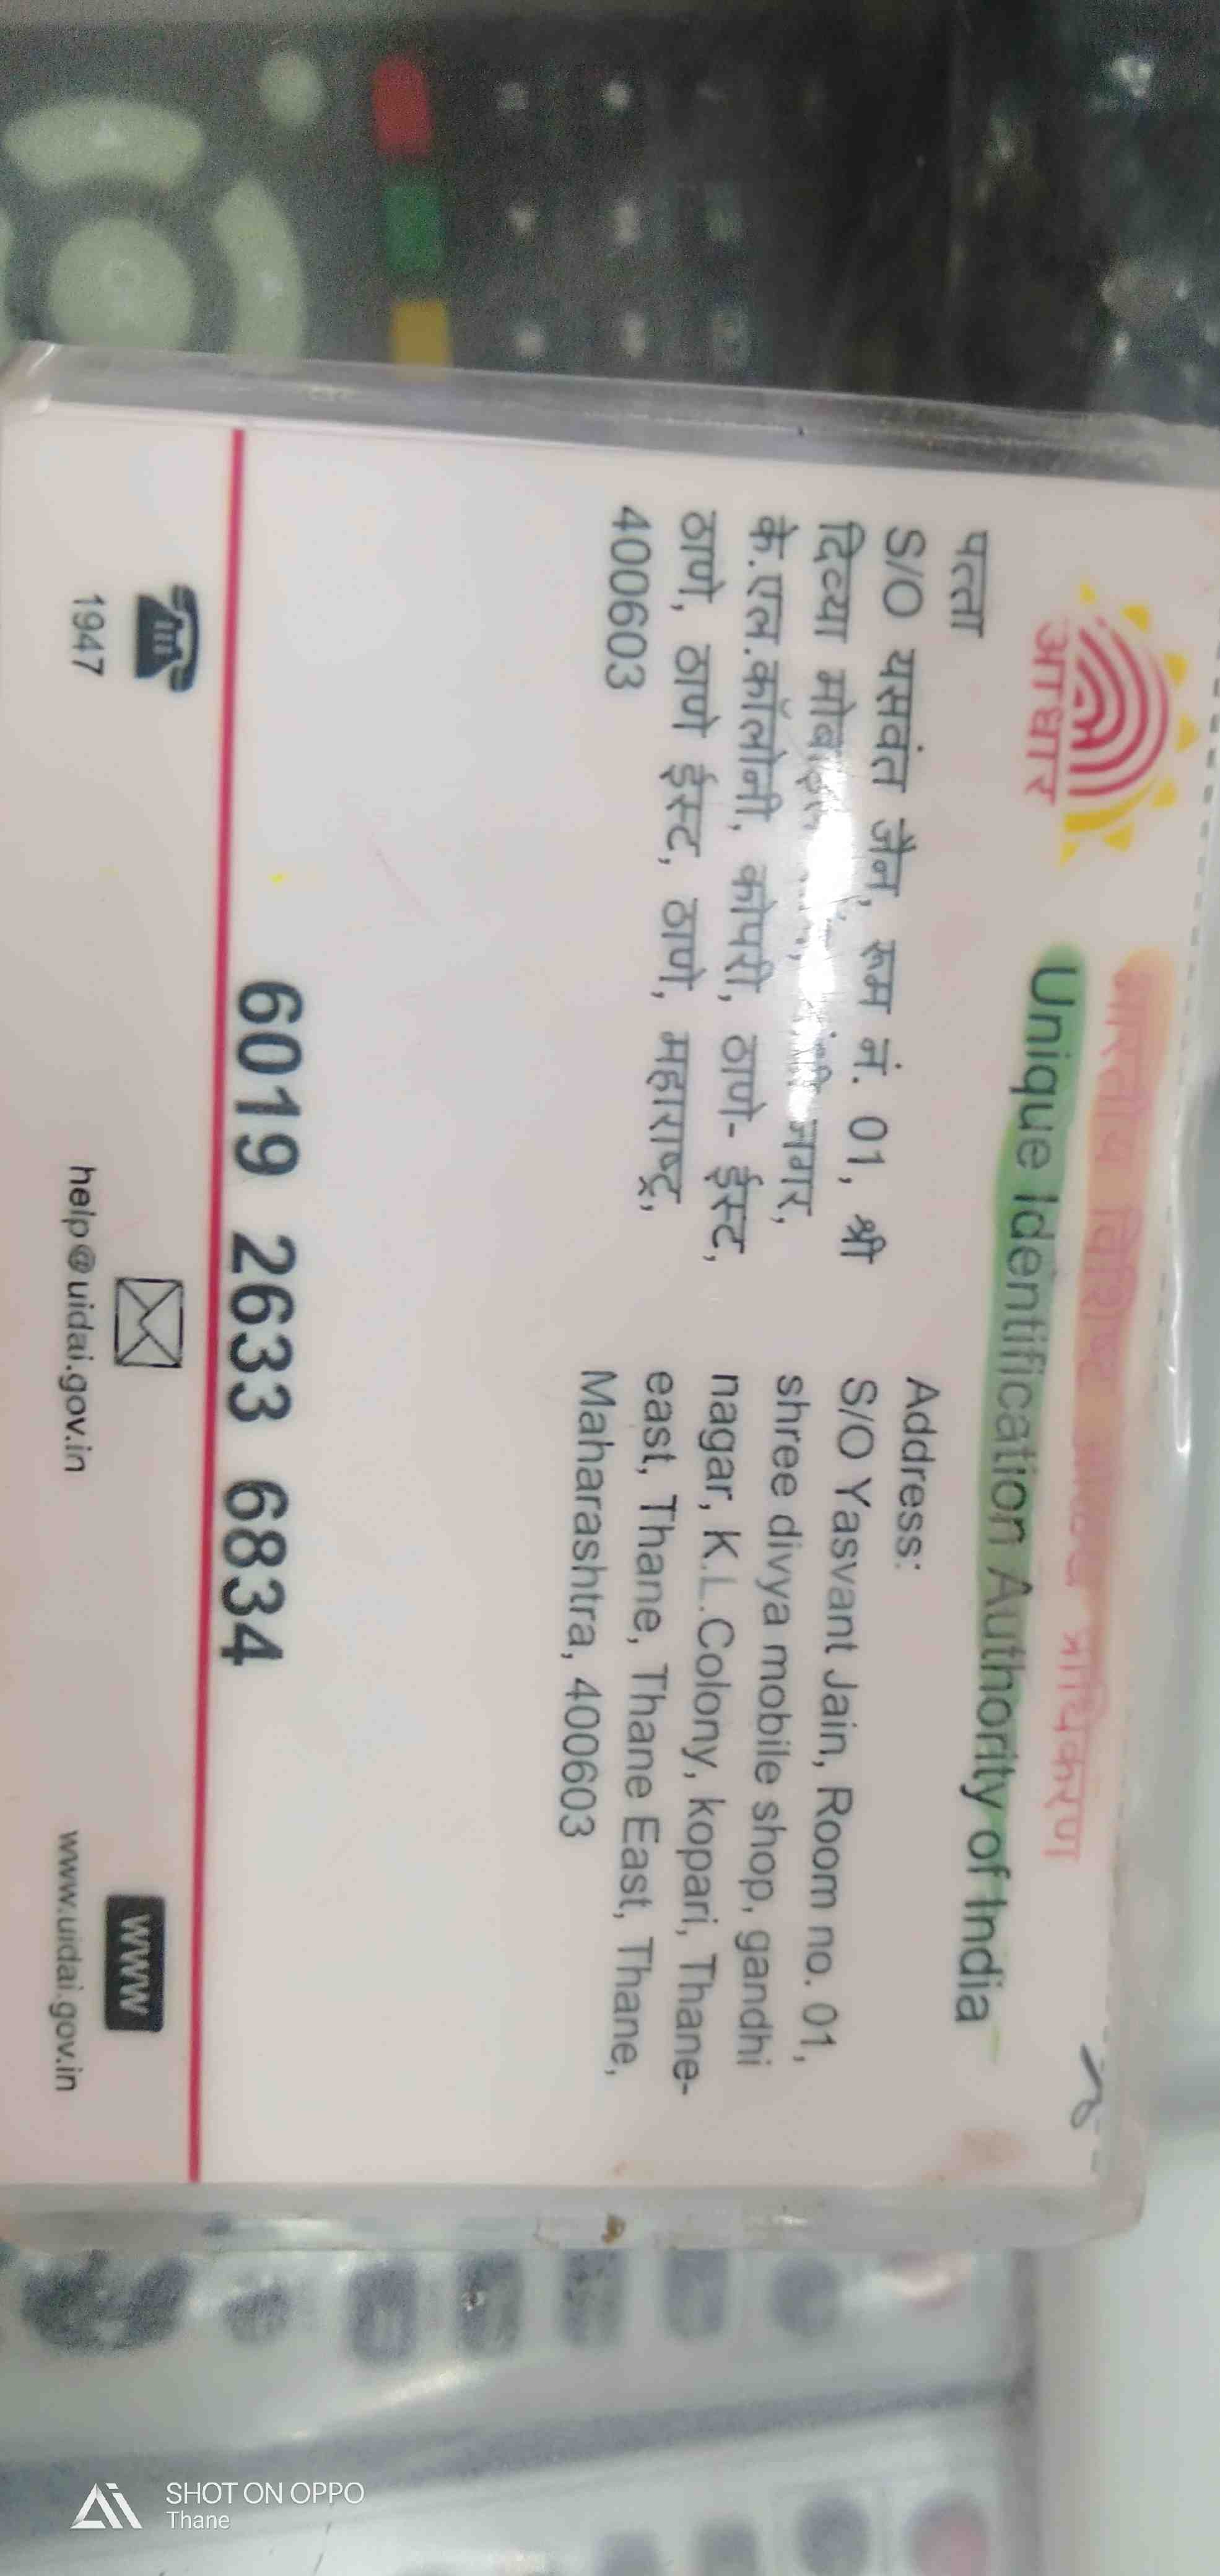 आधार
भारतीय विशिष्ट प्राधिकरण
Unique Identification Authority of India
पत्ता
S/O यसवंत जैन, रूम नं. 01, श्री
दिव्या नगर,
के.एल.कॉलोनी, कोपरी, ठाणे- ईस्ट,
ठाणे, ठाणे ईस्ट, ठाणे, महाराष्ट्र,
400603
Address:
S/O Yasvant Jain, Room no. 01,
shree divya mobile shop, gandhi
nagar, K.L.Colony, kopari, Thane-
east, Thane, Thane East, Thane,
Maharashtra, 400603
6019 2633 6834
1947
help@uidai.gov.in
WWW
www.uidai.gov.in
SHOT ON OPPO
Thane